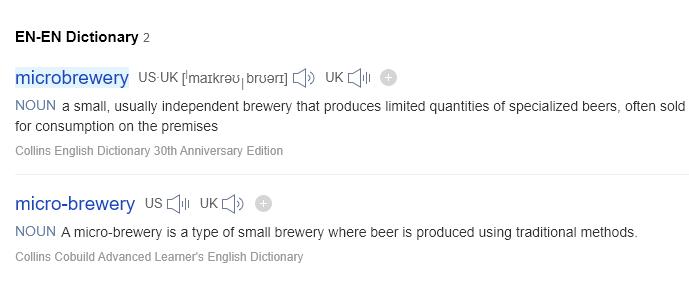 EN-EN Dictionary 2
microbrewery US·UK [ˈmaɪkrəʊˌbrʊərɪ] UK
NOUN a small, usually independent brewery that produces limited quantities of specialized beers, often sold
for consumption on the premises
Collins English Dictionary 30th Anniversary Edition
micro-brewery US UK
NOUN A micro-brewery is a type of small brewery where beer is produced using traditional methods.
Collins Cobuild Advanced Learner's English Dictionary